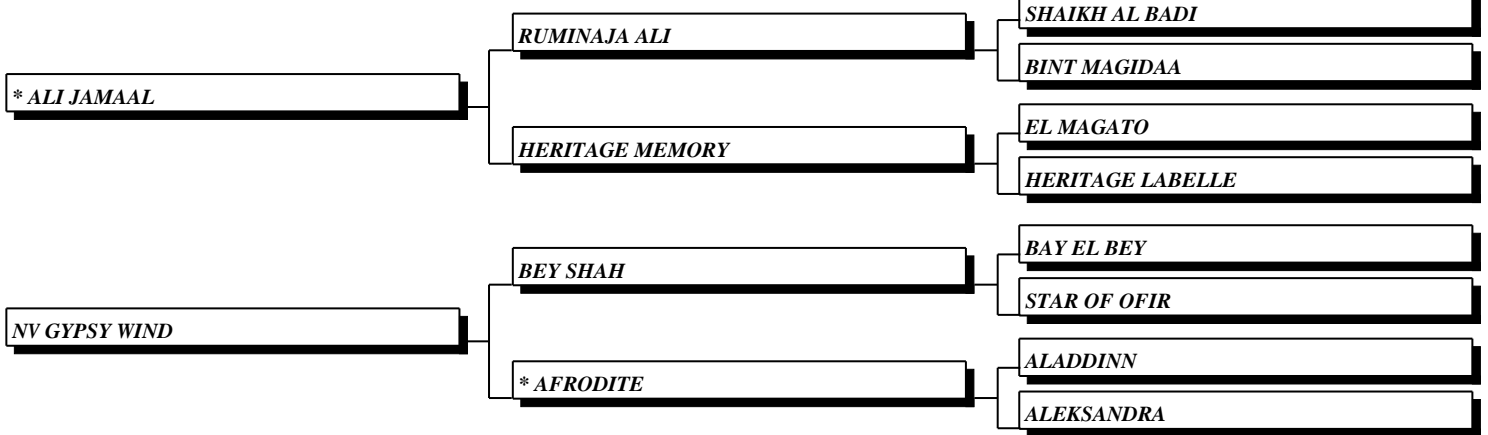 SHAIKH AL BADI
RUMINAJA ALI
BINT MAGIDAA
* ALI JAMAAL
EL MAGATO
HERITAGE MEMORY
HERITAGE LABELLE
BAY EL BEY
BEY SHAH
STAR OF OFIR
NV GYPSY WIND
ALADDINN
* AFRODITE
ALEKSANDRA